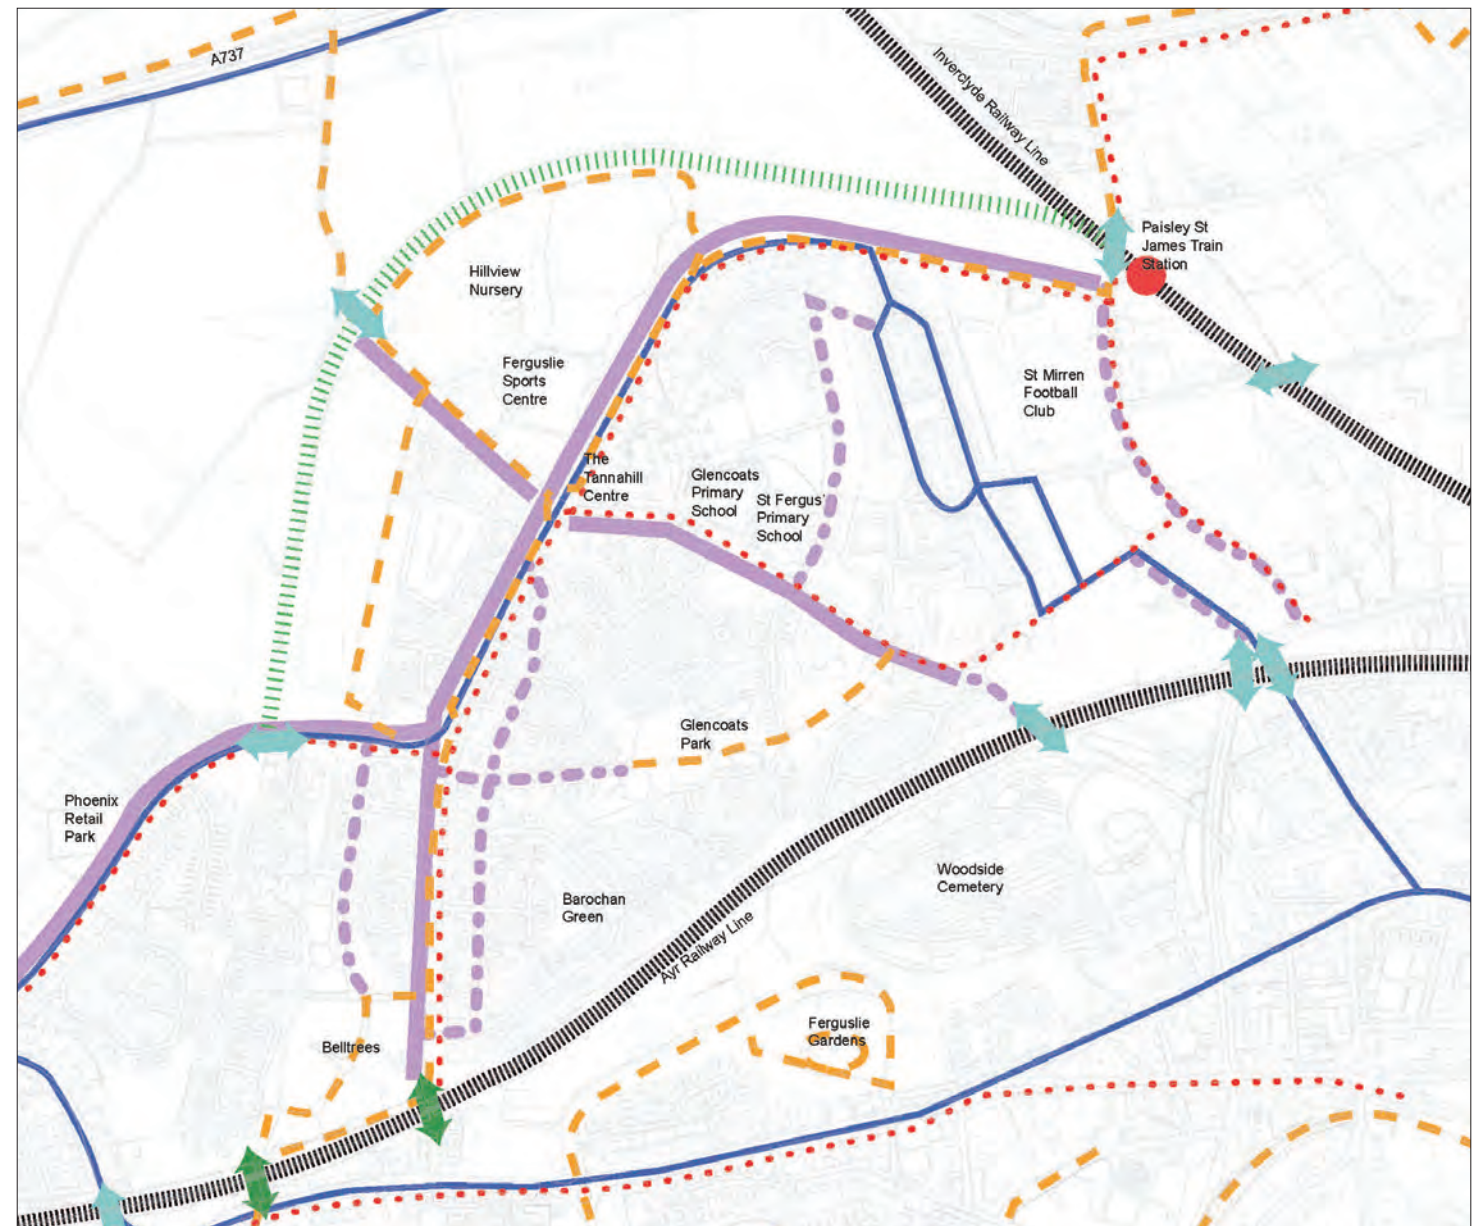 A737
Inverclyde Railway Line
Paisley St
James Train
Station
Hillview
Nursery
Ferguslie
Sports
Centre
St Mirren
Football
Club
The
Tannahill
Centre
Glencoats
Primary
School
St Fergus'
Primary
School
Glencoats
Park
Phoenix
Retail
Park
Woodside
Cemetery
Barochan
Green
Ayr Railway Line
Ferguslie
Gardens
Belltrees